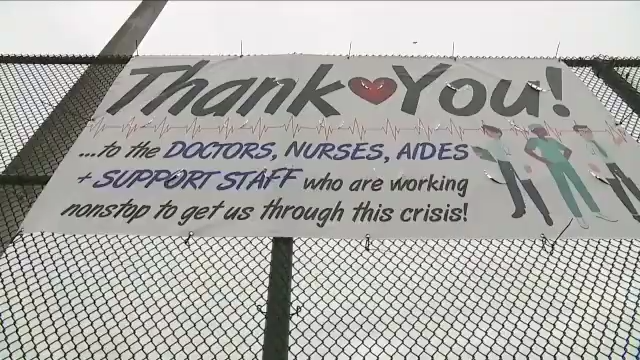 Thank You!
...to the DOCTORS, NURSES, AIDES
+ SUPPORT STAFF who are working
nonstop to get us through this crisis!